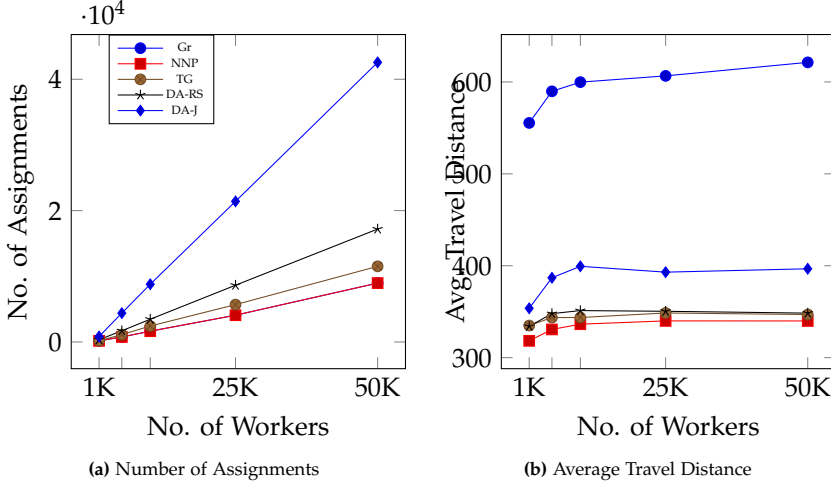 ·10^4
4
2
0
No. of Assignments
Gr
NNP
TG
DA-RS
DA-J
1K 25K 50K
No. of Workers
(a) Number of Assignments
600
500
400
300
Avg. Travel Distance
1K 25K 50K
No. of Workers
(b) Average Travel Distance